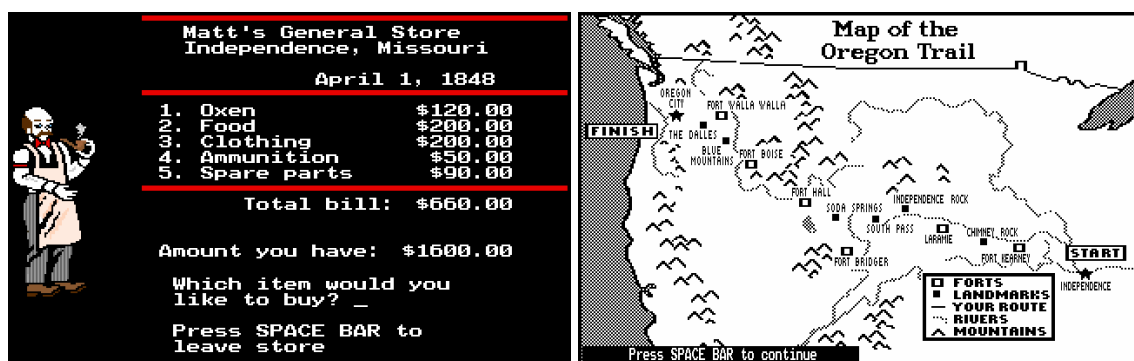 Matt's General Store
Independence, Missouri
April 1, 1848
1. Oxen $120.00
2. Food $200.00
3. Clothing $200.00
4. Ammunition $50.00
5. Spare parts $90.00
Total bill: $660.00
Amount you have: $1600.00
Which item would you
like to buy? _
Press SPACE BAR to
leave store
Map of the
Oregon Trail
OREGON
CITY
FORT WALLA WALLA
FINISH
THE DALLES
BLUE
MOUNTAINS
FORT BOISE
FORT HALL
SODA SPRINGS
INDEPENDENCE ROCK
SOUTH PASS
LARAMIE
CHIMNEY ROCK
FORT KEARNEY
FORT BRIDGER
START
INDEPENDENCE
FORTS
LANDMARKS
YOUR ROUTE
RIVERS
MOUNTAINS
Press SPACE BAR to continue